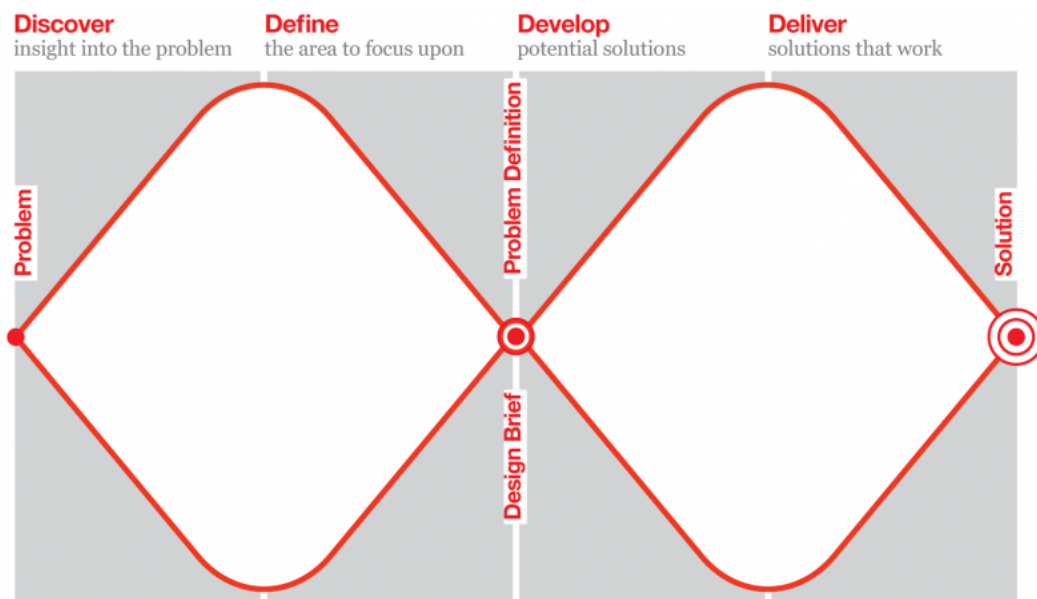 Discover
insight into the problem
Define
the area to focus upon
Develop
potential solutions
Deliver
solutions that work
Problem
Problem Definition
Design Brief
Solution